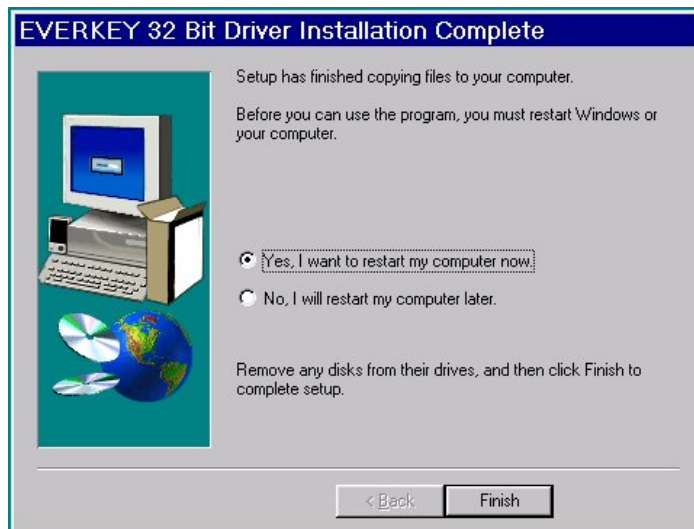 EVERKEY 32 Bit Driver Installation Complete
Setup has finished copying files to your computer.
Before you can use the program, you must restart Windows or
your computer.
Yes, I want to restart my computer now.
No, I will restart my computer later.
Remove any disks from their drives, and then click Finish to
complete setup.
< Back
Finish